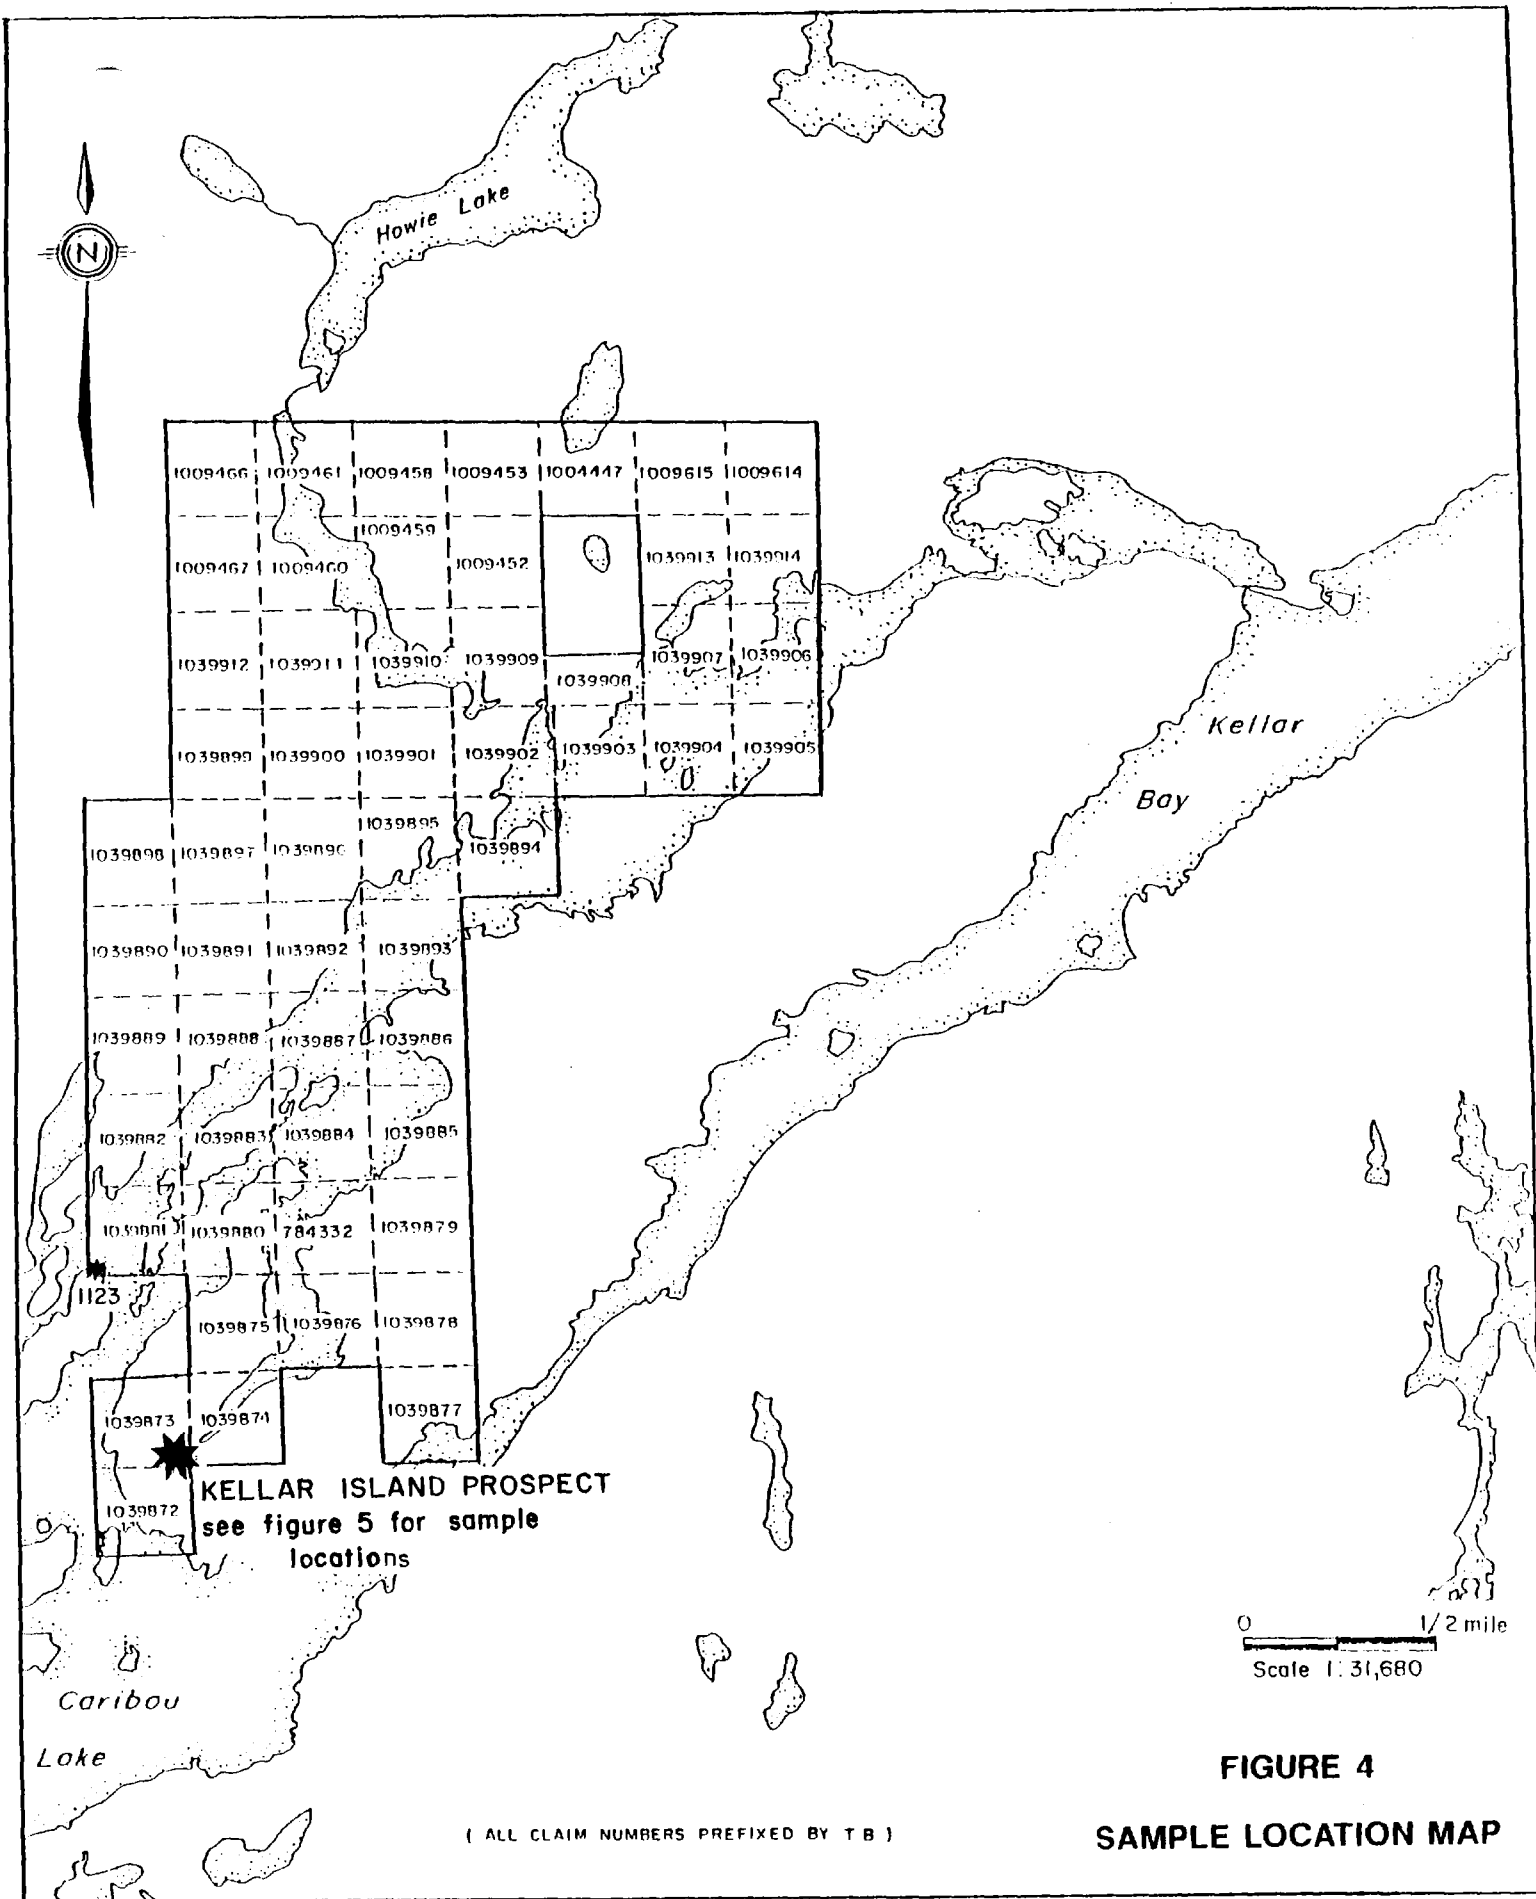 Howie Lake
N
1009466 1009461 1009458 1009453 1004447 1009615 1009614
1009459
1009467 1009460 1009452 1039913 1039914
1039912 1039911 1039910 1039909 1039907 1039906
1039908
1039899 1039900 1039901 1039902 1039903 1039904 1039905
Kellar
Bay
1039895
1039898 1039897 1039896 1039894
1039890 1039891 1039892 1039893
1039889 1039888 1039887 1039886
1039882 1039883 1039884 1039885
1039881 1039880 784332 1039879
1123
1039875 1039876 1039878
1039873 1039874 1039877
KELLAR ISLAND PROSPECT
1039872
see figure 5 for sample
locations
0 1/2 mile
Scale 1:31,680
Caribou
Lake
FIGURE 4
( ALL CLAIM NUMBERS PREFIXED BY TB )
SAMPLE LOCATION MAP